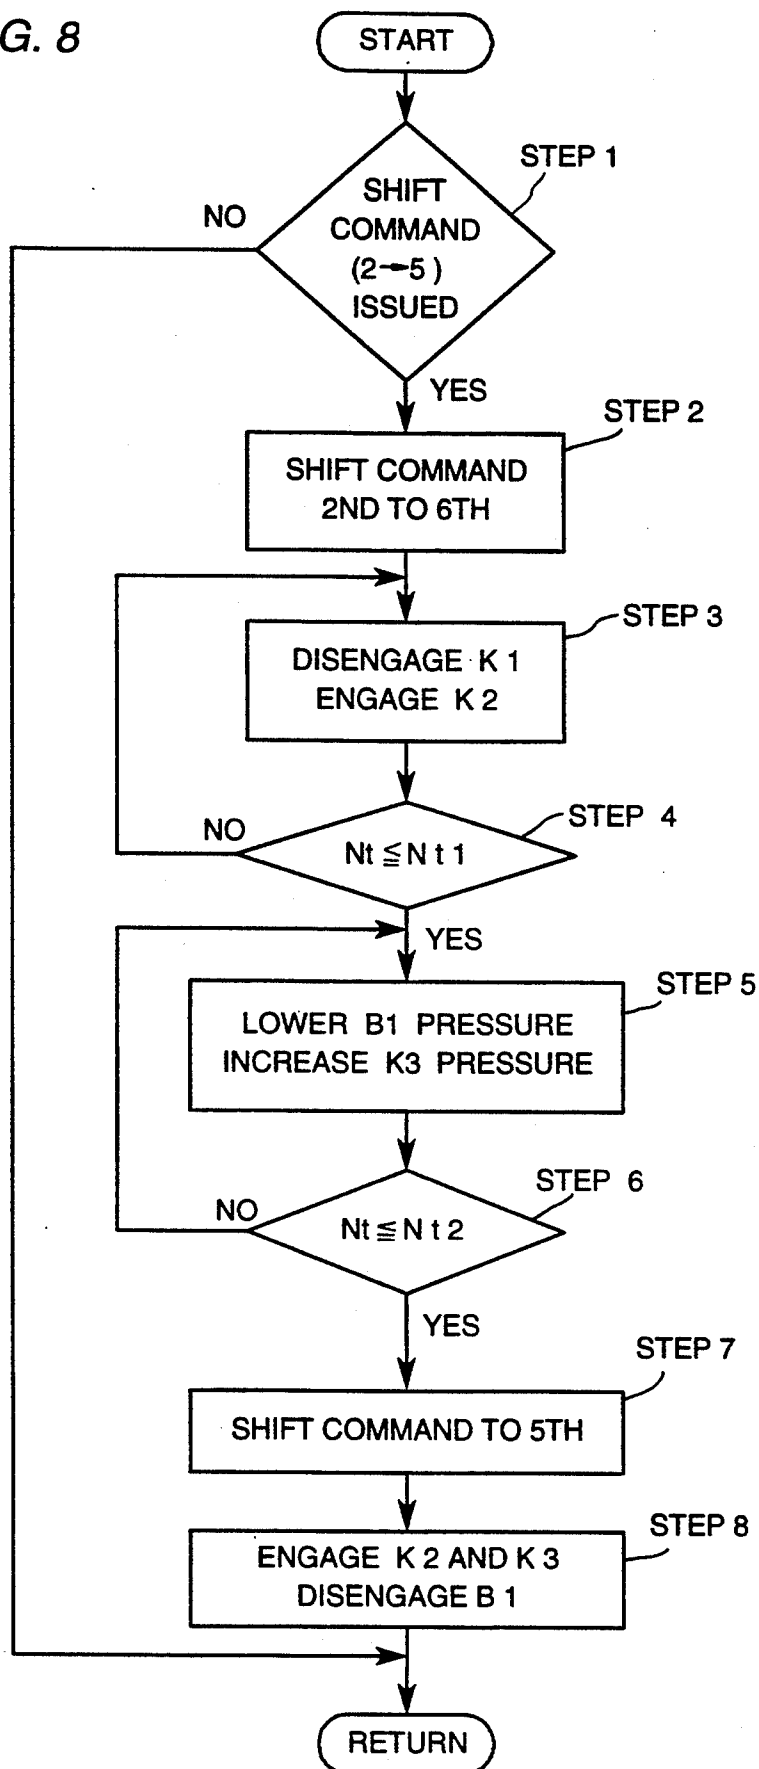 G. 8
START
STEP 1
NO
SHIFT
COMMAND
(2→5)
ISSUED
YES
STEP 2
SHIFT COMMAND
2ND TO 6TH
STEP 3
DISENGAGE K 1
ENGAGE K 2
STEP 4
NO
Nt ≦ N t 1
YES
STEP 5
LOWER B1 PRESSURE
INCREASE K3 PRESSURE
STEP 6
NO
Nt ≦ N t 2
YES
STEP 7
SHIFT COMMAND TO 5TH
STEP 8
ENGAGE K 2 AND K 3
DISENGAGE B 1
RETURN